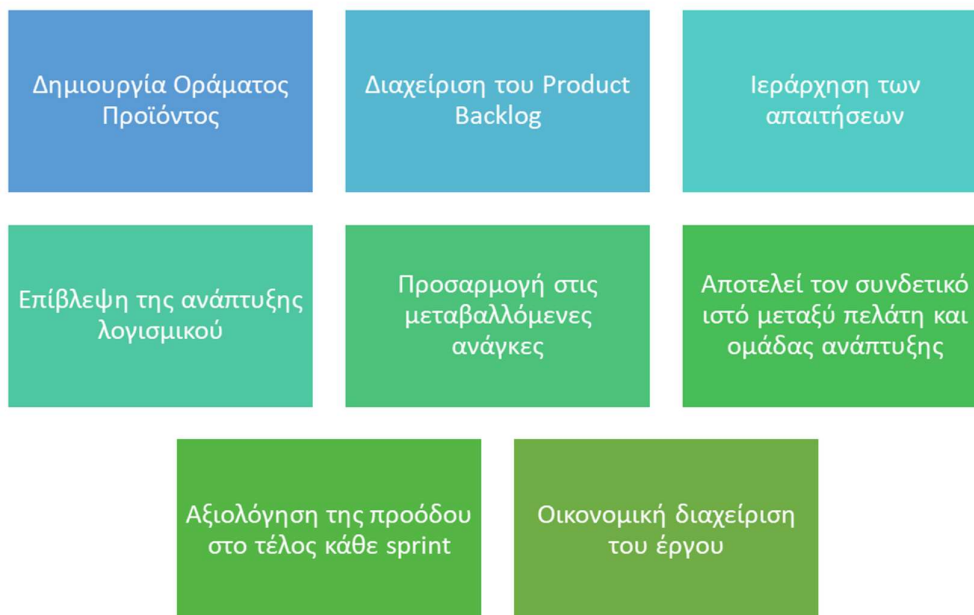 Δημιουργία Οράματος
Προϊόντος
Διαχείριση του Product
Backlog
Ιεράρχηση των
απαιτήσεων
Επίβλεψη της ανάπτυξης
λογισμικού
Προσαρμογή στις
μεταβαλλόμενες
ανάγκες
Αποτελεί τον συνδετικό
ιστό μεταξύ πελάτη και
ομάδας ανάπτυξης
Αξιολόγηση της προόδου
στο τέλος κάθε sprint
Οικονομική διαχείριση
του έργου